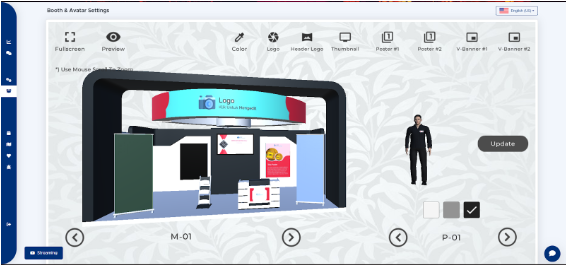 Booth & Avatar Settings
English (US)
Fullscreen
Preview
Color
Logo
Header Logo
Thumbnail
Poster #1
Poster #2
V-Banner #1
V-Banner #2
*) Use Mouse Scroll To Zoom
Logo
Update
M-01
P-01
Streaming